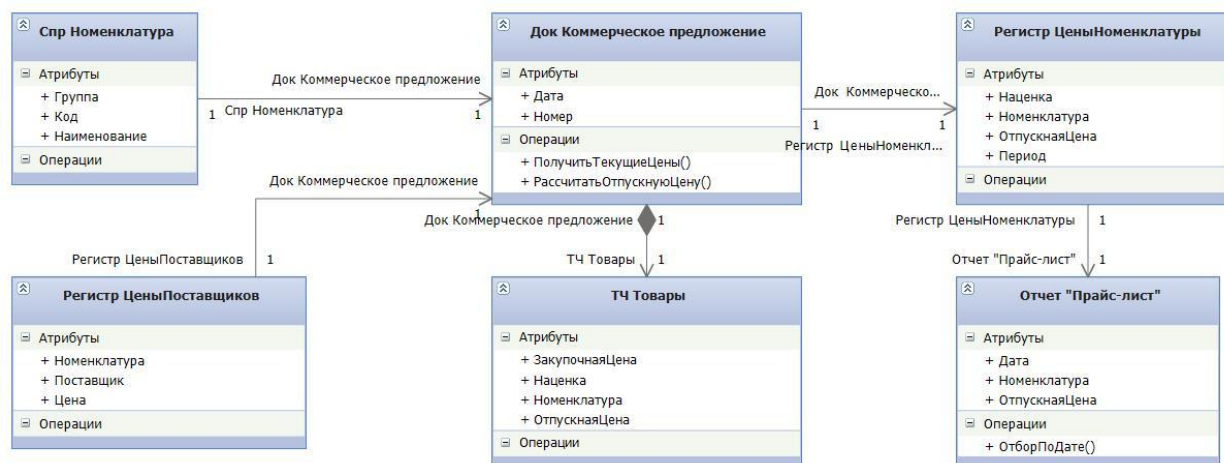 Спр Номенклатура
Атрибуты
+ Группа
+ Код
+ Наименование
Операции
Док Коммерческое предложение
1
Спр Номенклатура
1
Док Коммерческое предложение
Атрибуты
+ Дата
+ Номер
Операции
+ ПолучитьТекущиеЦены()
+ РассчитатьОтпускнуюЦену()
Док Коммерческо...
1
1
Регистр ЦеныНоменкл...
Регистр ЦеныНоменклатуры
Атрибуты
+ Наценка
+ Номенклатура
+ ОтпускнаяЦена
+ Период
Операции
Док Коммерческое предложение
1
Регистр ЦеныПоставщиков
1
Док Коммерческое предложение
1
ТЧ Товары
1
Регистр ЦеныНоменклатуры
1
Отчет "Прайс-лист"
1
Регистр ЦеныПоставщиков
Атрибуты
+ Номенклатура
+ Поставщик
+ Цена
Операции
ТЧ Товары
Атрибуты
+ ЗакупочнаяЦена
+ Наценка
+ Номенклатура
+ ОтпускнаяЦена
Операции
Отчет "Прайс-лист"
Атрибуты
+ Дата
+ Номенклатура
+ ОтпускнаяЦена
Операции
+ ОтборПоДате()